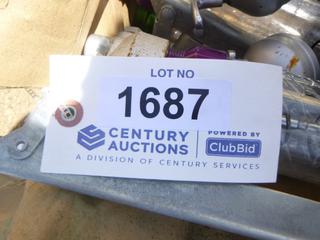 LOT NO
1687
CENTURY
AUCTIONS
POWERED BY
ClubBid
A DIVISION OF CENTURY SERVICES